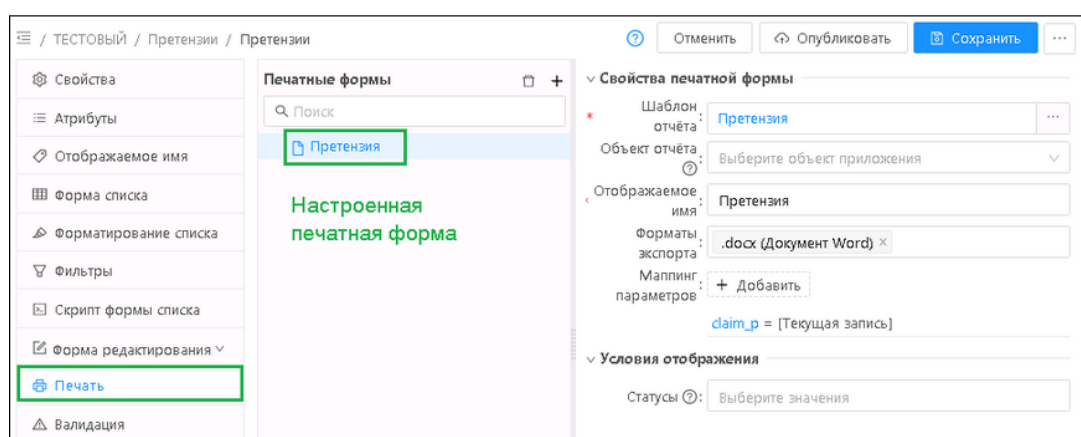 / ТЕСТОВЫЙ / Претензии / Претензии
Отменить
Опубликовать
Сохранить
Свойства
Атрибуты
Отображаемое имя
Форма списка
Форматирование списка
Фильтры
Скрипт формы списка
Форма редактирования
Печать
Валидация
Печатные формы
Поиск
Претензия
Настроенная
печатная форма
Свойства печатной формы
* Шаблон
отчёта :
Претензия
Объект отчёта
:
Выберите объект приложения
Отображаемое
имя :
Претензия
Форматы
экспорта :
.docx (Документ Word) ×
Маппинг
параметров :
+ Добавить
claim_p = [Текущая запись]
Условия отображения
Статусы :
Выберите значения